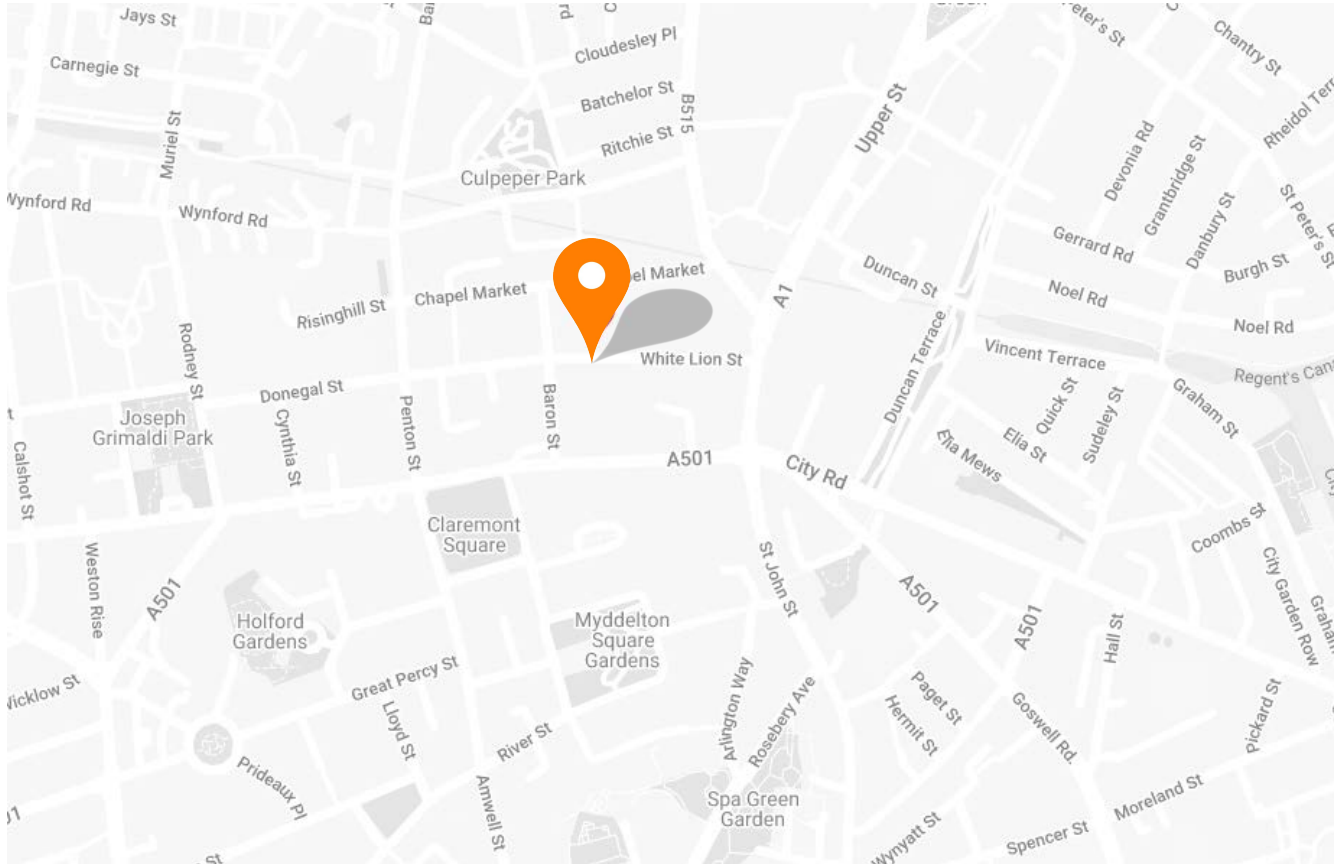 Jays St
Carnegie St
Cloudesley Pl
Batchelor St
Ritchie St
B515
Upper St
Chantry St
Rheidol Terr
Muriel St
Culpeper Park
Wynford Rd
Wynford Rd
Devonia Rd
Grantbridge St
Danbury St
St Peter's St
Gerrard Rd
Burgh St
Duncan St
Noel Rd
Noel Rd
A1
Chapel Market
Risinghill St
Rodney St
White Lion St
Duncan Terrace
Vincent Terrace
Regent's Cana
Graham St
Quick St
Sudeley St
Elia St
Elia Mews
Donegal St
Baron St
Penton St
Cynthia St
Joseph
Grimaldi Park
Calshot St
A501
City Rd
Claremont
Square
Coombs St
City Garden Row
Graham
Weston Rise
A501
St John St
A501
A501
Hall St
Holford
Gardens
Myddelton
Square
Gardens
Great Percy St
Lloyd St
River St
Arlington Way
Rosebery Ave
Paget St
Hermit St
Goswell Rd.
Pickard St
Moreland St
Prideaux Pl
Amwell St
Spa Green
Garden
Wynyatt St
Spencer St